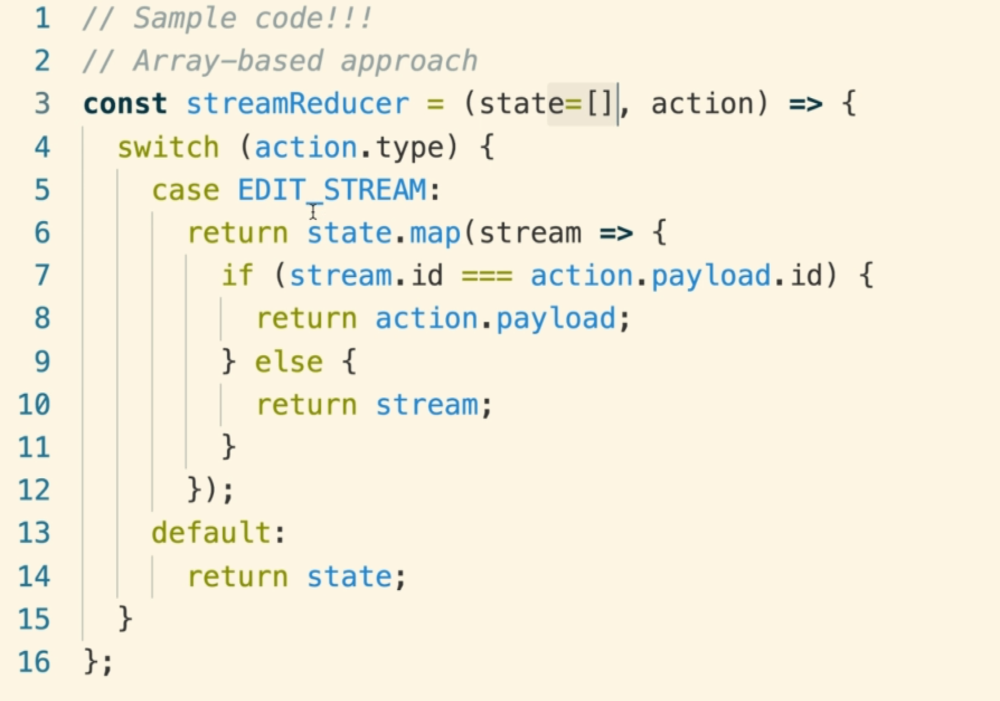 1 // Sample code!!!
2 // Array-based approach
3 const streamReducer = (state=[], action) => {
4   switch (action.type) {
5     case EDIT_STREAM:
6       return state.map(stream => {
7         if (stream.id === action.payload.id) {
8           return action.payload;
9         } else {
10           return stream;
11         }
12       });
13     default:
14       return state;
15   }
16 };